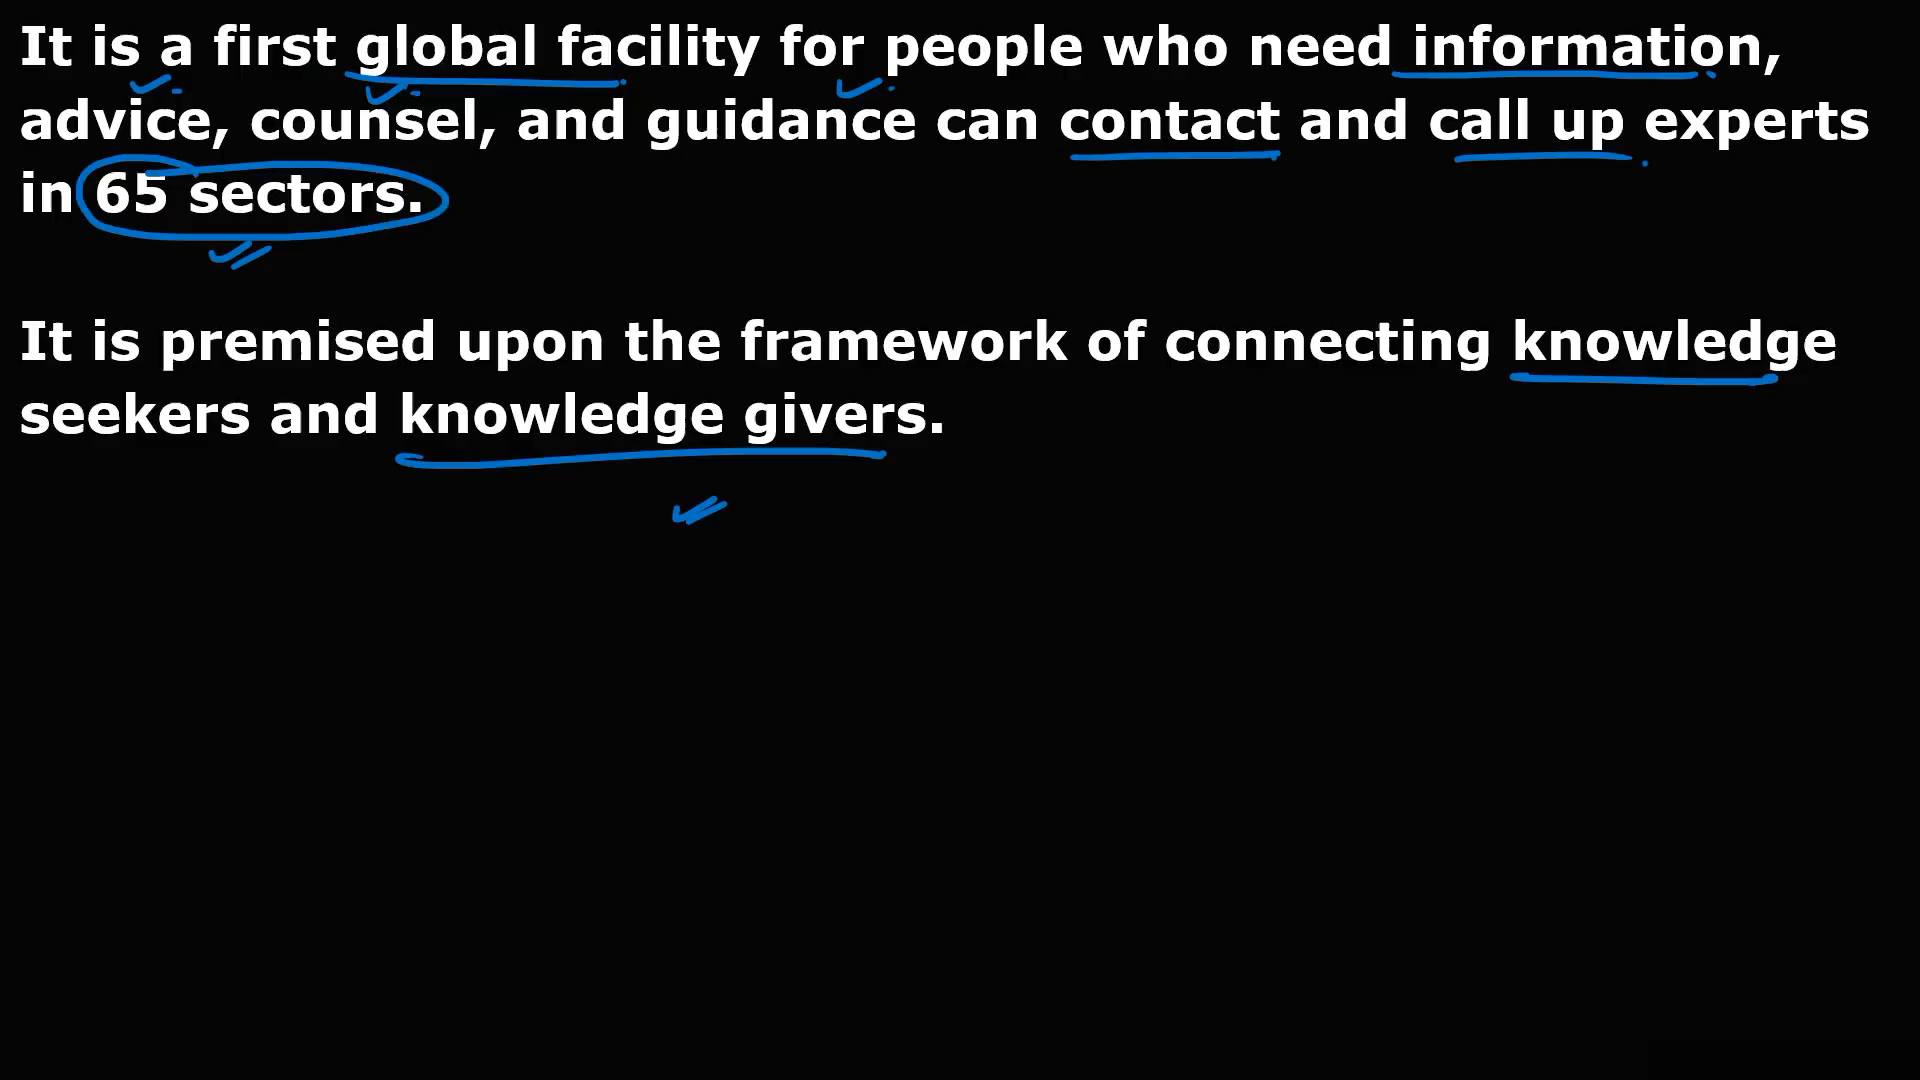 It is a first global facility for people who need information,
advice, counsel, and guidance can contact and call up experts
in 65 sectors.
It is premised upon the framework of connecting knowledge
seekers and knowledge givers.